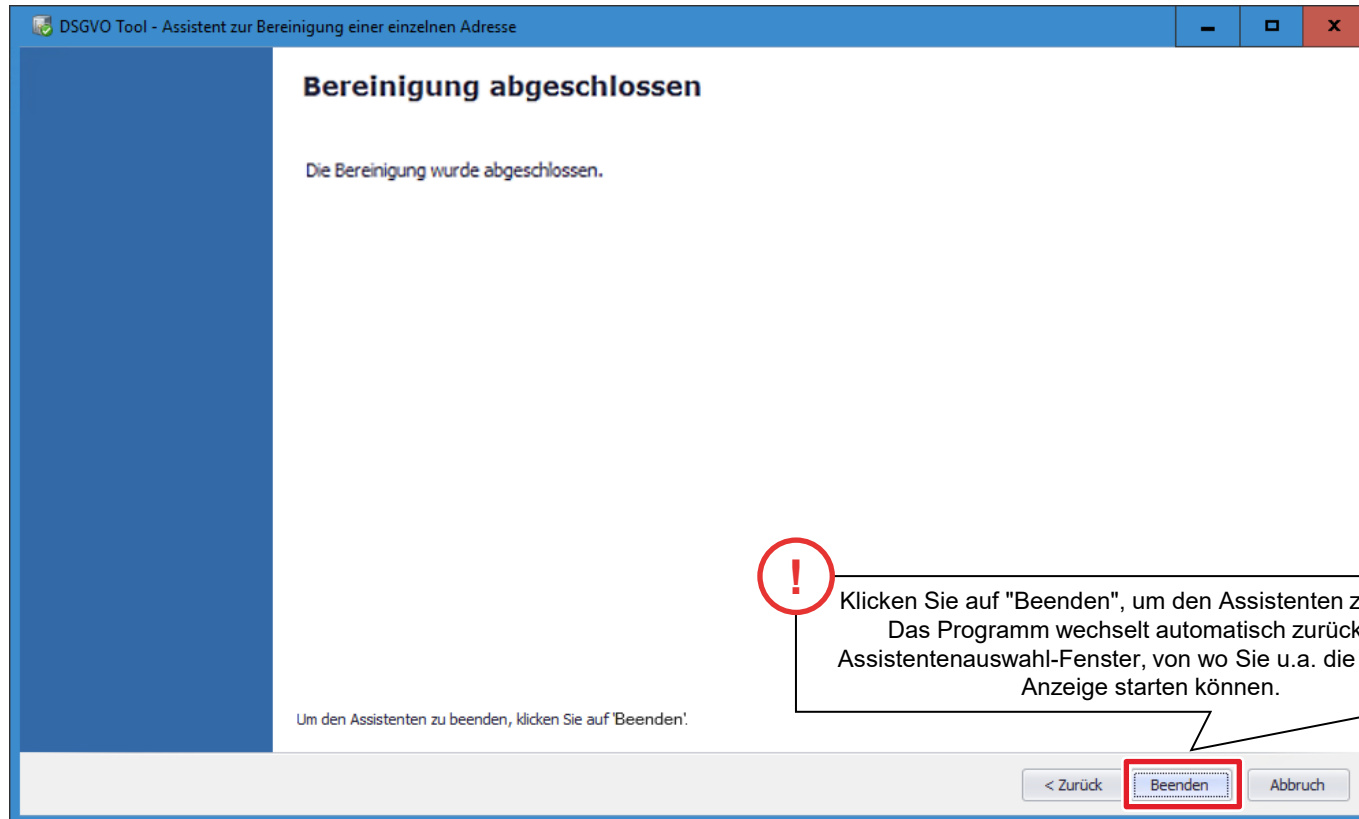 DSGVO Tool - Assistent zur Bereinigung einer einzelnen Adresse
Bereinigung abgeschlossen
Die Bereinigung wurde abgeschlossen.
!
Klicken Sie auf "Beenden", um den Assistenten
Das Programm wechselt automatisch zurück
Assistentenauswahl-Fenster, von wo Sie u.a. die
Anzeige starten können.
Um den Assistenten zu beenden, klicken Sie auf 'Beenden'.
< Zurück
Beenden
Abbruch